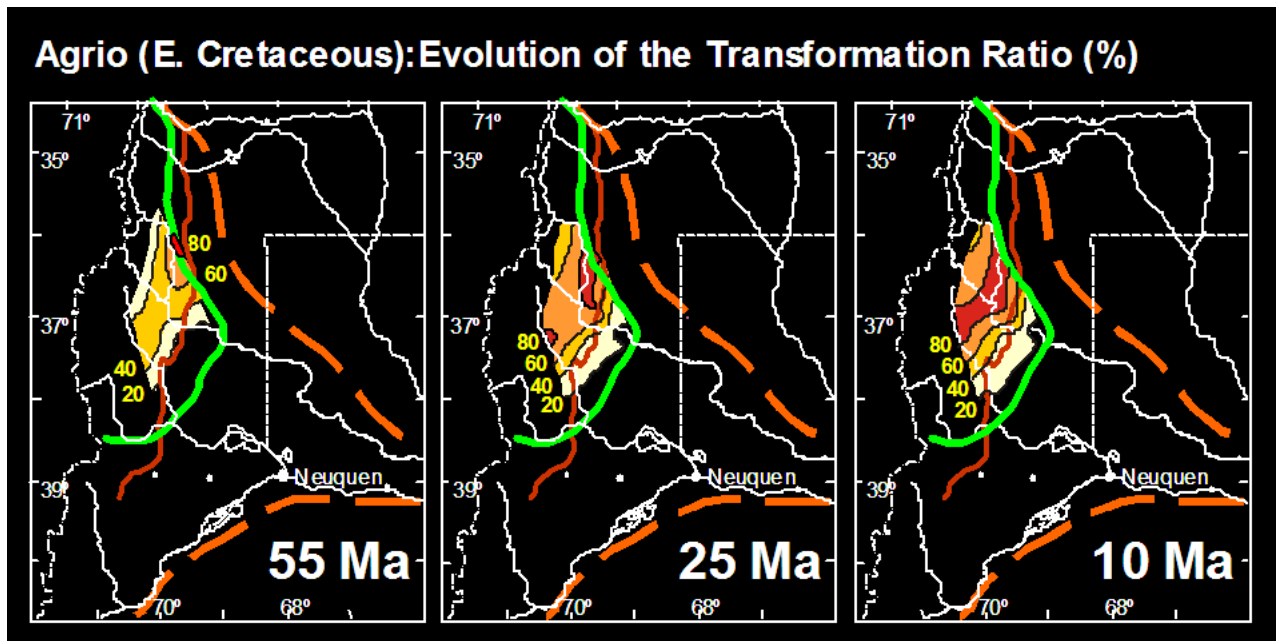 Agrio (E. Cretaceous):Evolution of the Transformation Ratio (%)
71º
35º
80
60
37º
40
20
Neuquen
39º
55 Ma
70º
68º
71º
35º
37º
80
60
40
20
Neuquen
39º
25 Ma
70º
68º
71º
35º
37º
80
60
40
20
Neuquen
39º
10 Ma
70º
68º